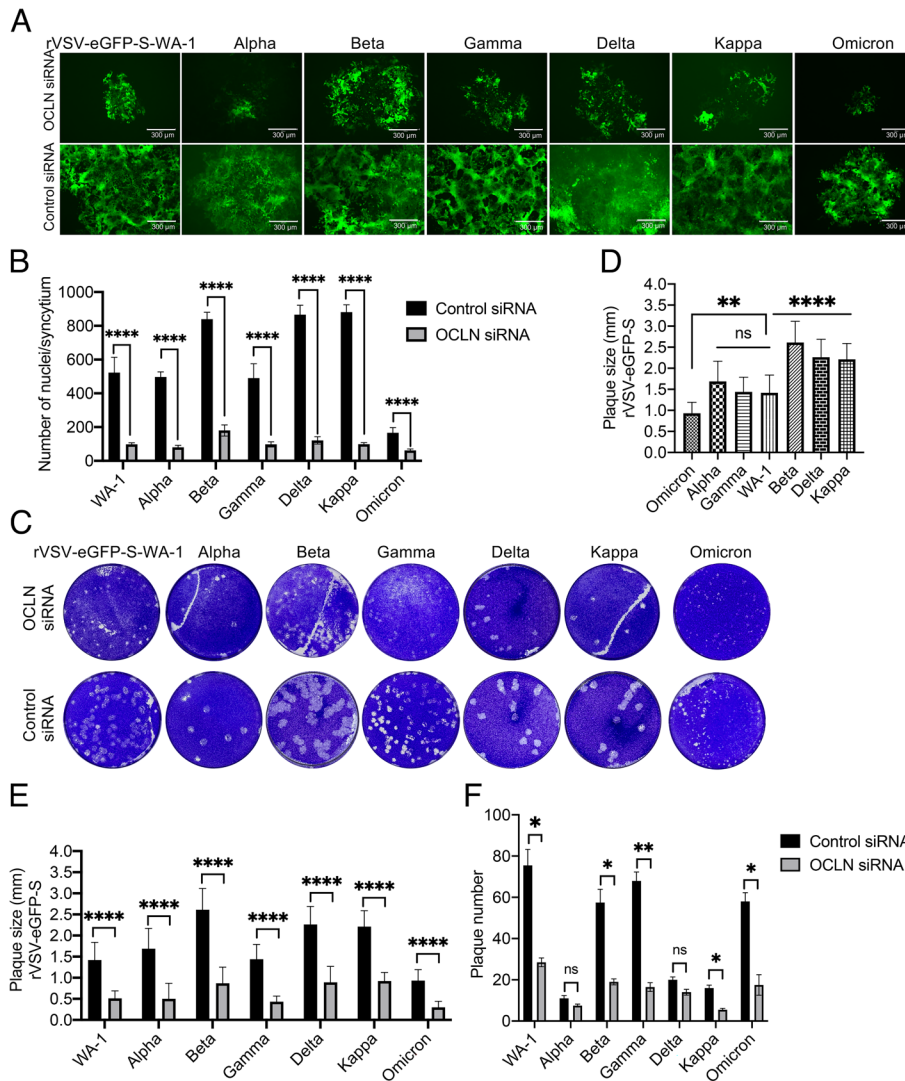 A
rVSV-eGFP-S-WA-1 Alpha Beta Gamma Delta Kappa Omicron
OCLN siRNA
300 µm 300 µm 300 µm 300 µm 300 µm 300 µm 300 µm
Control siRNA
300 µm 300 µm 300 µm 300 µm 300 µm 300 µm 300 µm
B
Number of nuclei/syncytium
1000
800
600
400
200
0
**** **** **** **** **** **** ****
WA-1 Alpha Beta Gamma Delta Kappa Omicron
Control siRNA
OCLN siRNA
D
Plaque size (mm)
rVSV-eGFP-S
4.0
3.5
3.0
2.5
2.0
1.5
1.0
0.5
0.0
** ****
ns
Omicron Alpha Gamma WA-1 Beta Delta Kappa
C
rVSV-eGFP-S-WA-1 Alpha Beta Gamma Delta Kappa Omicron
OCLN
siRNA
Control
siRNA
E
Plaque size (mm)
rVSV-eGFP-S
4.0
3.5
3.0
2.5
2.0
1.5
1.0
0.5
0.0
**** **** **** **** **** **** ****
WA-1 Alpha Beta Gamma Delta Kappa Omicron
F
Plaque number
100
80
60
40
20
0
* ns * ** ns * *
WA-1 Alpha Beta Gamma Delta Kappa Omicron
Control siRNA
OCLN siRNA